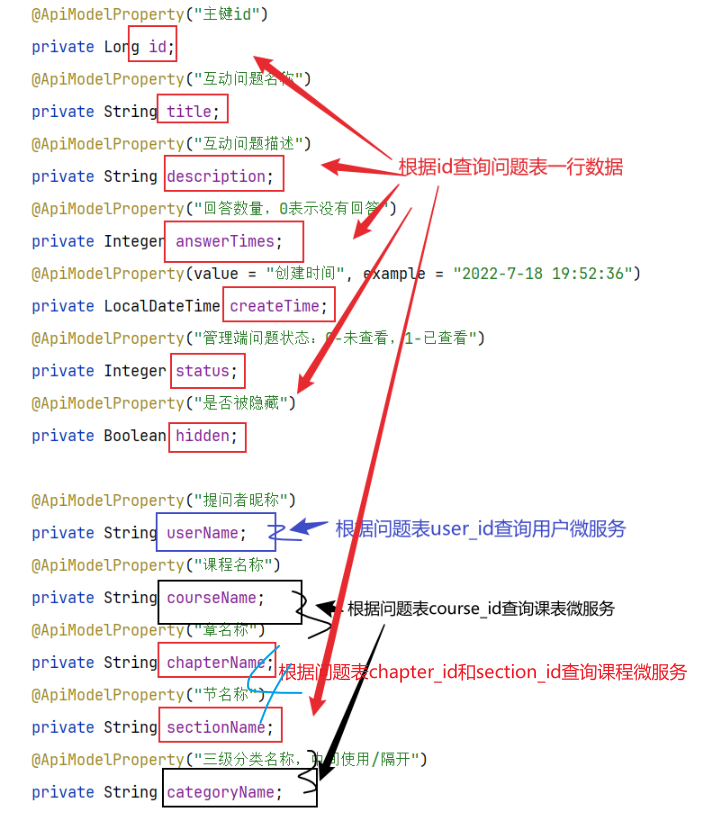 @ApiModelProperty("主键id")
private Long id;
@ApiModelProperty("互动问题名称")
private String title;
@ApiModelProperty("互动问题描述")
private String description;
根据id查询问题表一行数据
@ApiModelProperty("回答数量，0表示没有回答")
private Integer answerTimes;
@ApiModelProperty(value = "创建时间", example = "2022-7-18 19:52:36")
private LocalDateTime createTime;
@ApiModelProperty("管理端问题状态：0-未查看，1-已查看")
private Integer status;
@ApiModelProperty("是否被隐藏")
private Boolean hidden;
@ApiModelProperty("提问者昵称")
private String userName;
根据问题表user_id查询用户微服务
@ApiModelProperty("课程名称")
private String courseName;
根据问题表course_id查询课表微服务
@ApiModelProperty("章名称")
private String chapterName;
根据问题表chapter_id和section_id查询课程微服务
@ApiModelProperty("节名称")
private String sectionName;
@ApiModelProperty("三级分类名称，中间使用/隔开")
private String categoryName;